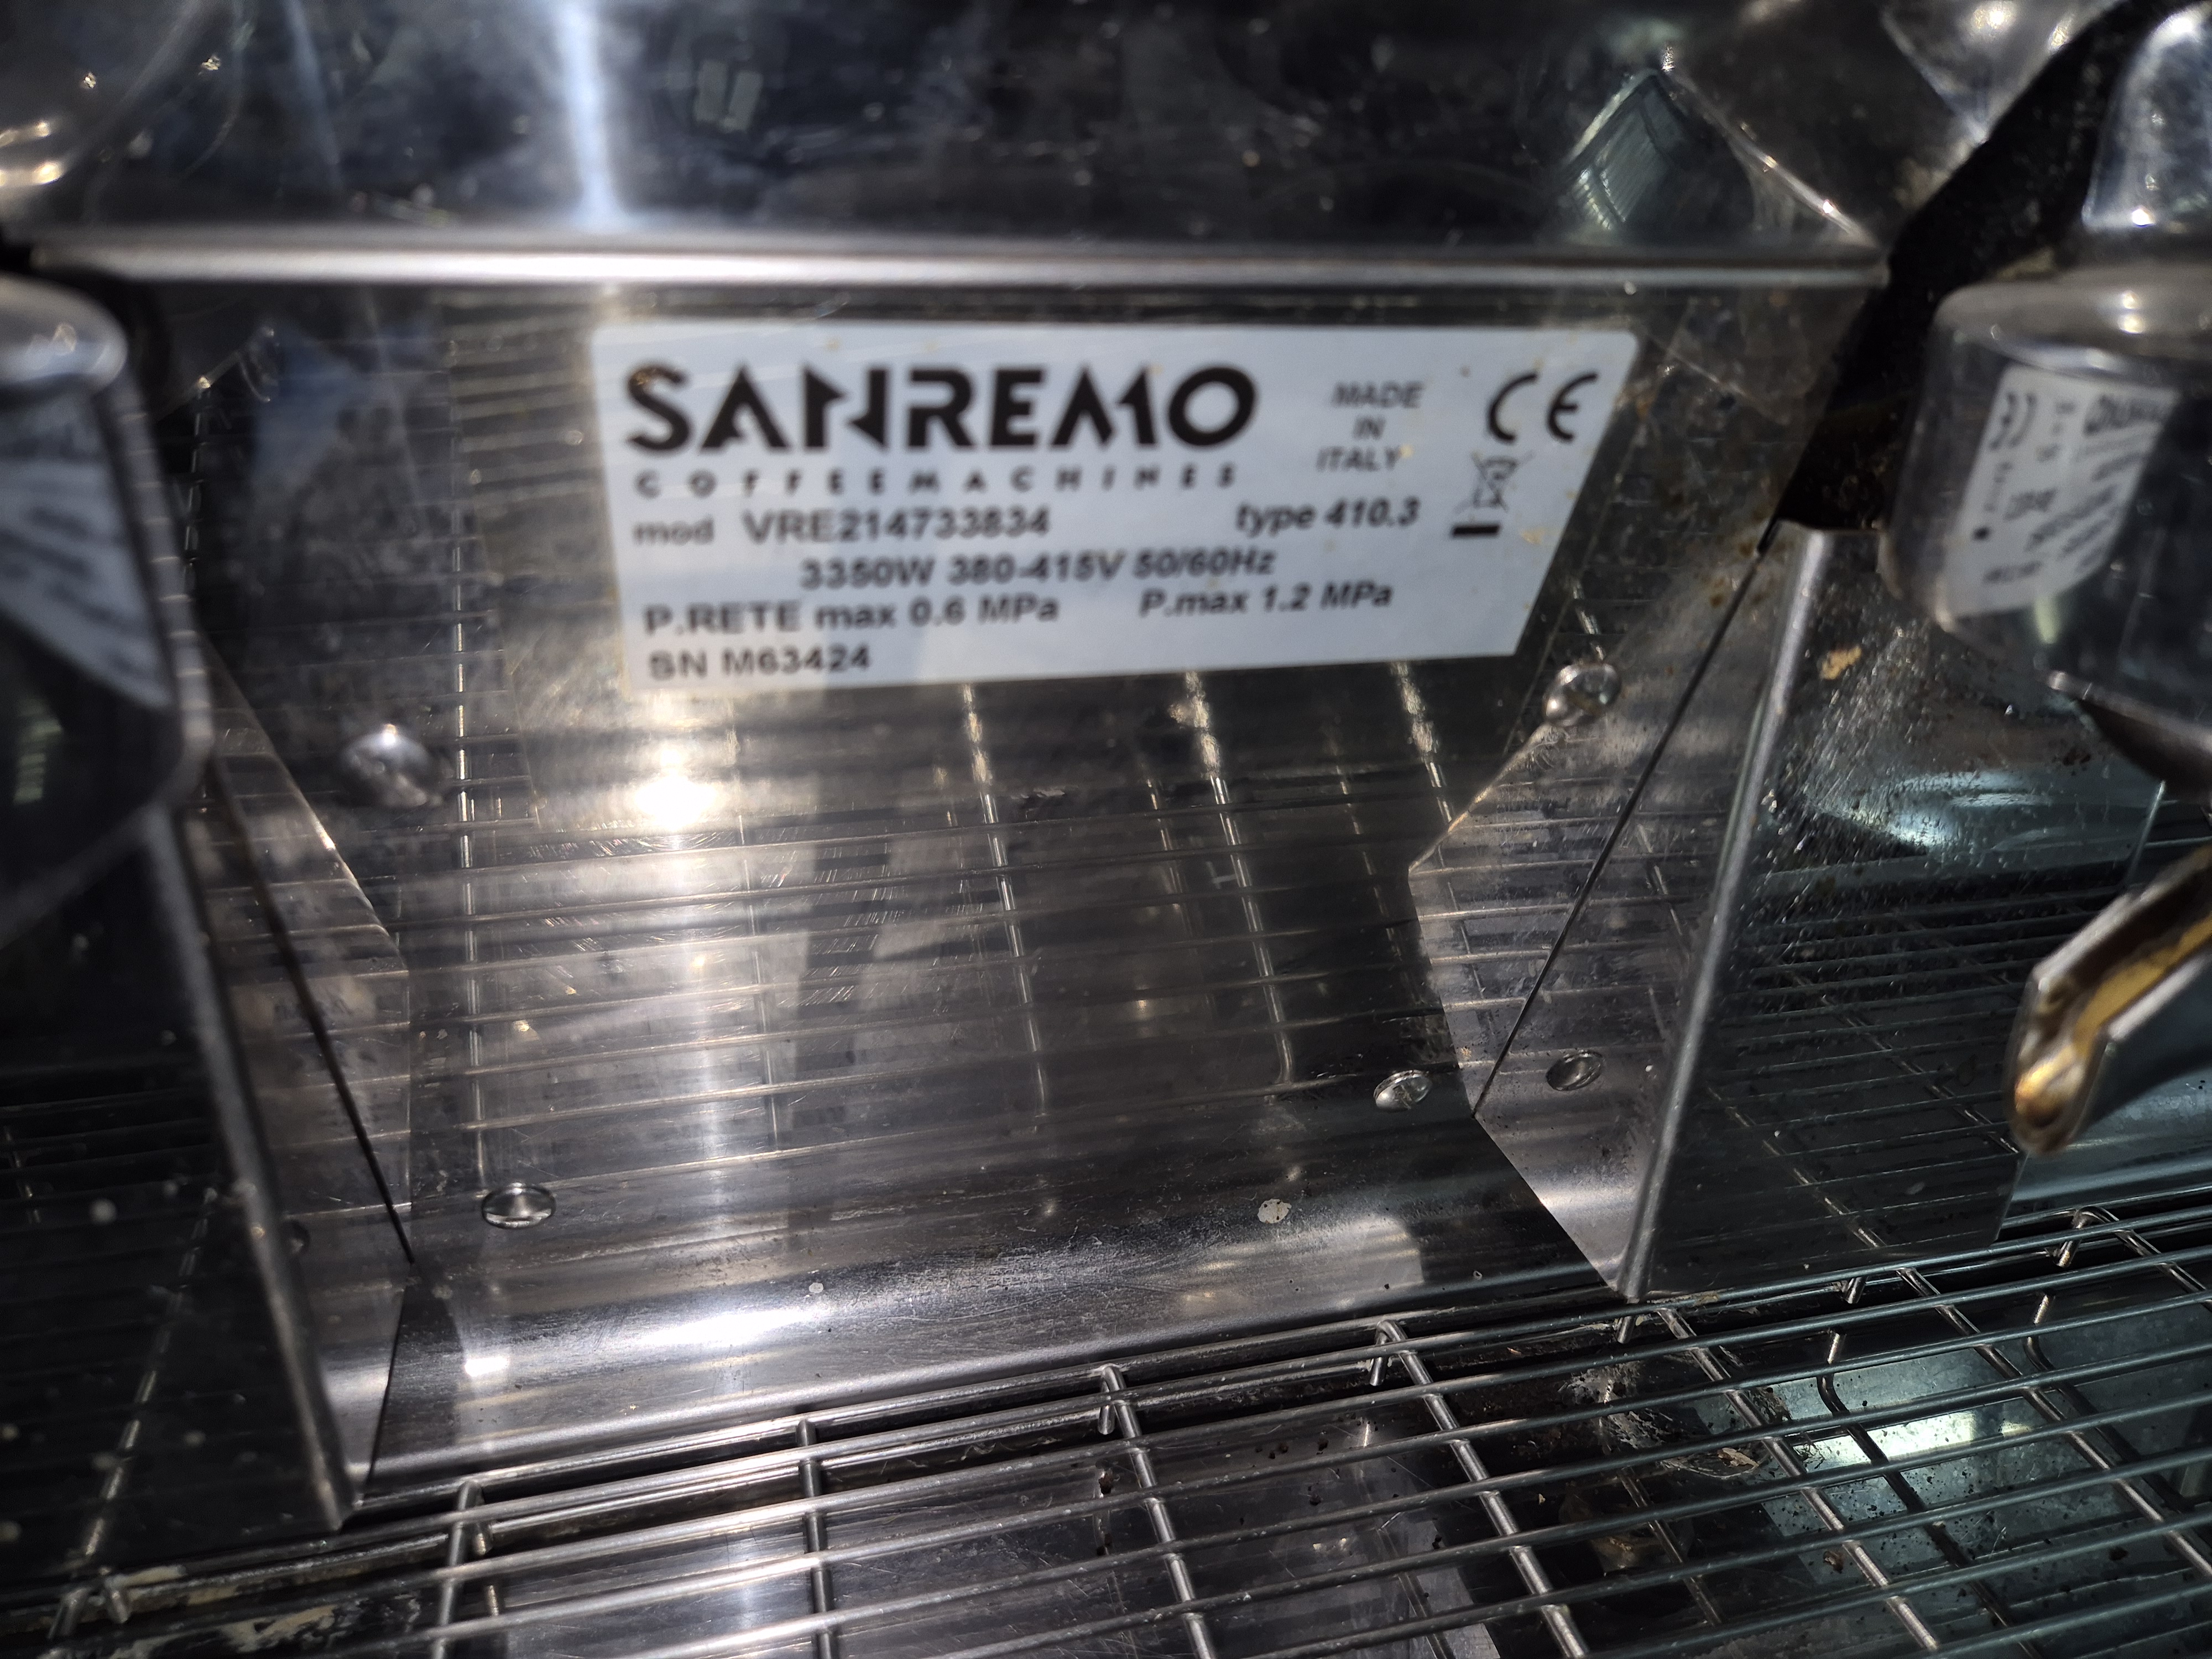 SANREMO
COFFEEMACHINES
MADE
IN
ITALY
CE
mod VRE214733834 type 410.3
3350W 380-415V 50/60Hz
P.RETE max 0.6 MPa P.max 1.2 MPa
SN M63424